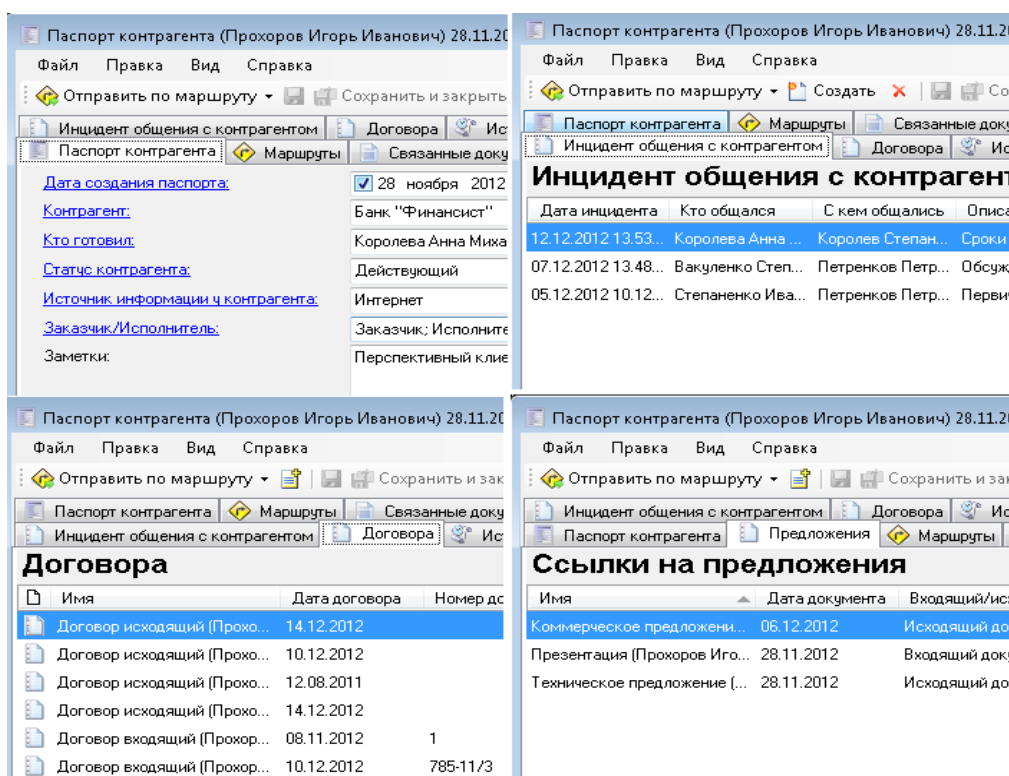 Паспорт контрагента (Прохоров Игорь Иванович) 28.11.20
Файл Правка Вид Справка
Отправить по маршруту Сохранить и закрыть
Инцидент общения с контрагентом Договора Ис
Паспорт контрагента Маршруты Связанные доку
Дата создания паспорта: 28 ноября 2012
Контрагент: Банк "Финансист"
Кто готовил: Королева Анна Миха
Статус контрагента: Действующий
Источник информации у контрагента: Интернет
Заказчик/Исполнитель: Заказчик; Исполните
Заметки: Перспективный клие
Паспорт контрагента (Прохоров Игорь Иванович) 28.11.2
Файл Правка Вид Справка
Отправить по маршруту Создать Со
Паспорт контрагента Маршруты Связанные доку
Инцидент общения с контрагентом Договора Ис
Инцидент общения с контрагент
Дата инцидента Кто общался С кем общалисьОписа
12.12.2012 13.53... Королева Анна ... Королев Степан... Сроки
07.12.2012 13.48... Вакуленко Степ... Петренков Петр... Обсуж
05.12.2012 10.12... Степаненко Ива... Петренков Петр... Перви
Паспорт контрагента (Прохоров Игорь Иванович) 28.11.20
Файл Правка Вид Справка
Отправить по маршруту Сохранить и зак
Паспорт контрагента Маршруты Связанные доку
Инцидент общения с контрагентом Договора Ис
Договора
Имя Дата договора Номер до
Договор исходящий (Прохо... 14.12.2012
Договор исходящий (Прохо... 10.12.2012
Договор исходящий (Прохо... 12.08.2011
Договор исходящий (Прохо... 14.12.2012
Договор входящий (Прохор... 08.11.2012 1
Договор входящий (Прохор... 10.12.2012 785-11/3
Паспорт контрагента (Прохоров Игорь Иванович) 28.11.2
Файл Правка Вид Справка
Отправить по маршруту Сохранить и зак
Инцидент общения с контрагентом Договора Ис
Паспорт контрагента Предложения Маршруты
Ссылки на предложения
Имя Дата документа Входящий/ис
Коммерческое предложени... 06.12.2012 Исходящий до
Презентация (Прохоров Иго... 28.11.2012 Входящий док
Техническое предложение (... 28.11.2012 Исходящий до